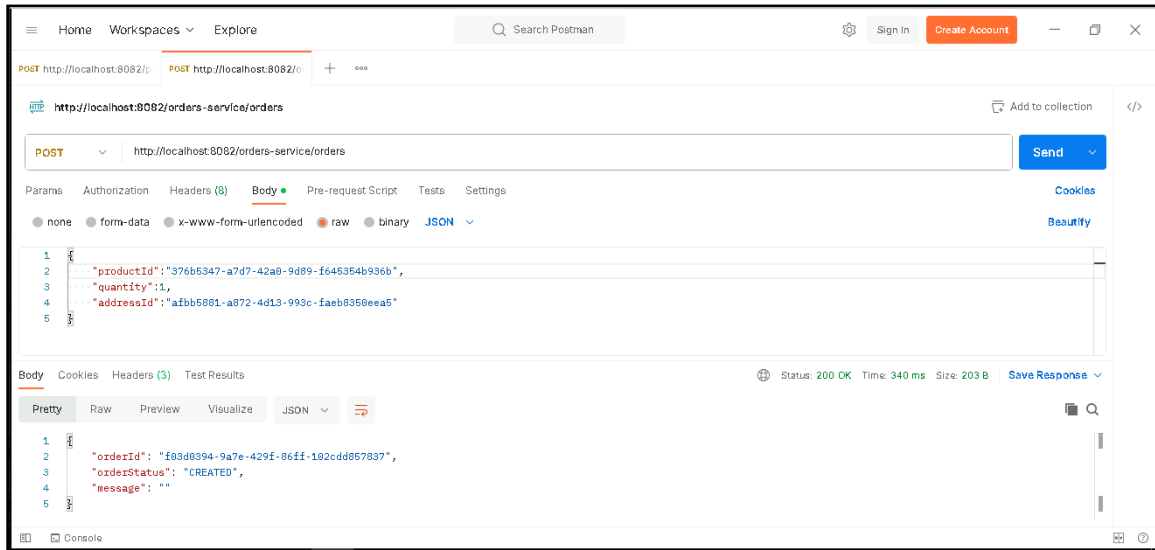 Home Workspaces Explore Search Postman Sign In Create Account
POST http://localhost:8082/p POST http://localhost:8082/o
HTTP http://localhost:8082/orders-service/orders Add to collection </>
POST http://localhost:8082/orders-service/orders Send
Params Authorization Headers (8) Body Pre-request Script Tests Settings Cookies
none form-data x-www-form-urlencoded raw binary JSON Beautify
1 {
2 "productId":"376b5347-a7d7-42a0-9d89-f645354b936b",
3 "quantity":1,
4 "addressId":"afbb5881-a872-4d13-993c-faeb8350eea5"
5 }
Body Cookies Headers (3) Test Results Status: 200 OK Time: 340 ms Size: 203 B Save Response
Pretty Raw Preview Visualize JSON
1 {
2 "orderId": "f03d0394-9a7e-429f-86ff-102cdd857837",
3 "orderStatus": "CREATED",
4 "message": ""
5 }
Console